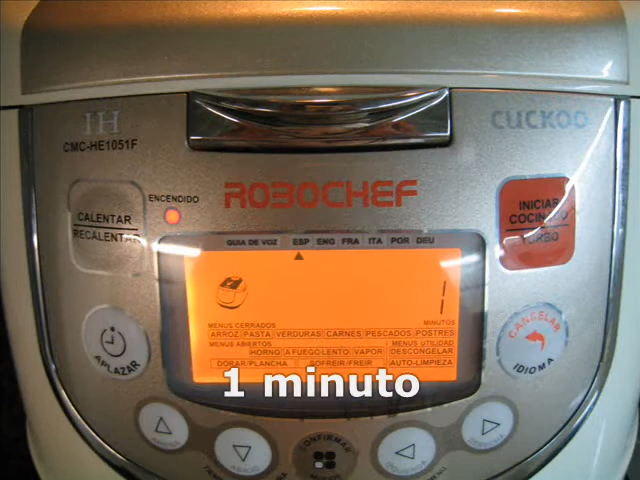 IH
CMC-HE1051F
CUCKOO
ROBOCHEF
ENCENDIDO
CALENTAR
RECALENTAR
INICIAR
COCINADO
TURBO
GUIA DE VOZ ESP ENG FRA ITA POR DEU
1
MINUTOS
MENUS CERRADOS
ARROZ PASTA VERDURAS CARNES PESCADOS POSTRES
MENUS ABIERTOS MENUS UTILIDAD
HORNO A FUEGO LENTO VAPOR DESCONGELAR
DORAR/PLANCHA SOFREIR/FREIR AUTO-LIMPIEZA
APLAZAR
CANCELAR
IDIOMA
1 minuto
CONFIRMAR